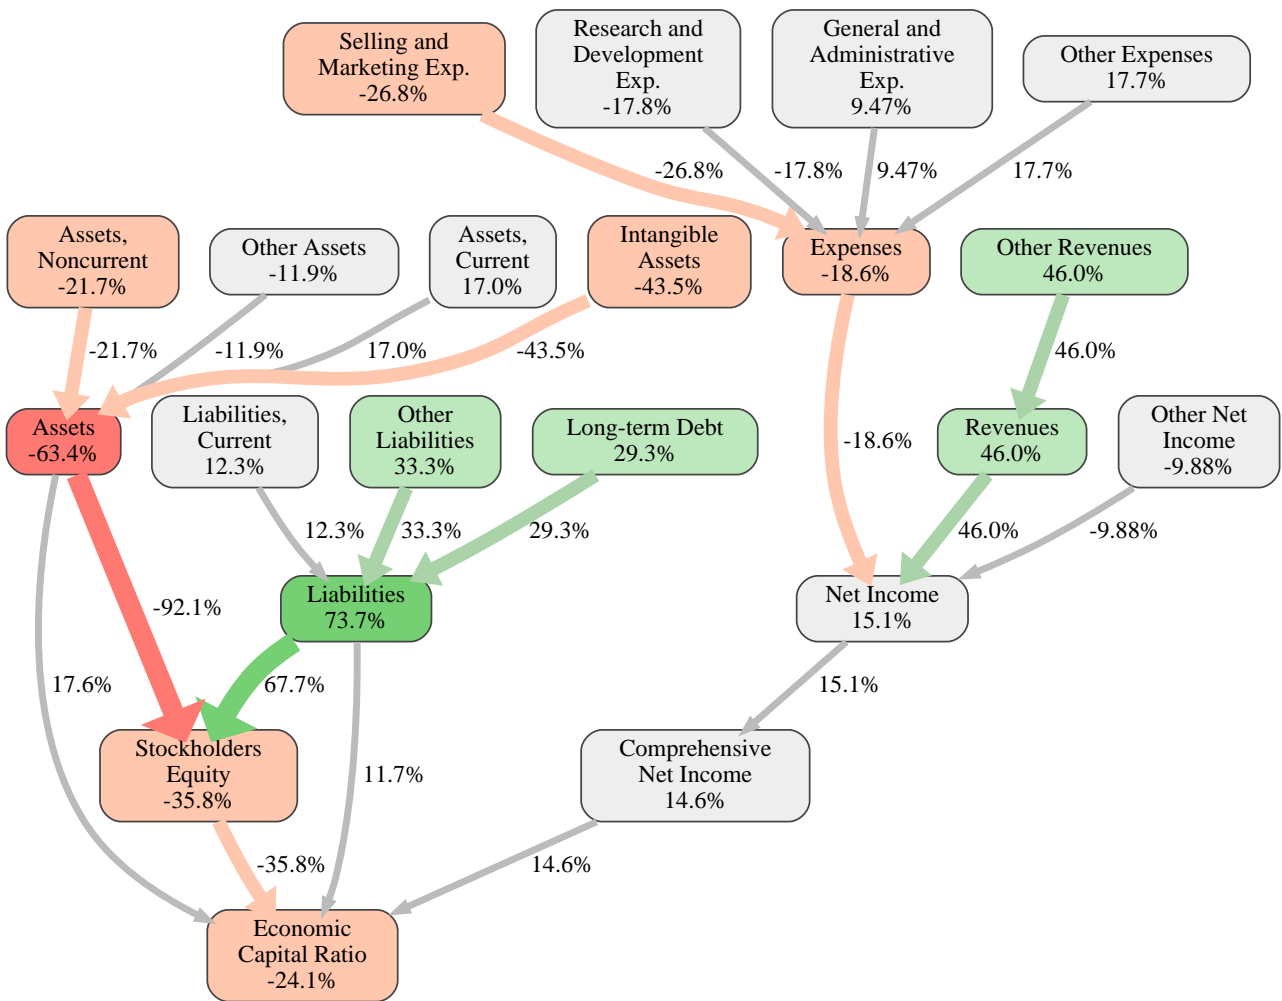 Selling and
Marketing Exp.
-26.8%
Research and
Development
Exp.
-17.8%
General and
Administrative
Exp.
9.47%
Other Expenses
17.7%
-26.8%
-17.8%
9.47%
17.7%
Assets,
Noncurrent
-21.7%
Other Assets
-11.9%
Assets,
Current
17.0%
Intangible
Assets
-43.5%
Expenses
-18.6%
Other Revenues
46.0%
-21.7%
-11.9%
17.0%
-43.5%
46.0%
Assets
-63.4%
Liabilities,
Current
12.3%
Other
Liabilities
33.3%
Long-term Debt
29.3%
-18.6%
Revenues
46.0%
Other Net
Income
-9.88%
12.3%
33.3%
29.3%
46.0%
-9.88%
-92.1%
Liabilities
73.7%
Net Income
15.1%
17.6%
67.7%
15.1%
Stockholders
Equity
-35.8%
11.7%
Comprehensive
Net Income
14.6%
-35.8%
14.6%
Economic
Capital Ratio
-24.1%